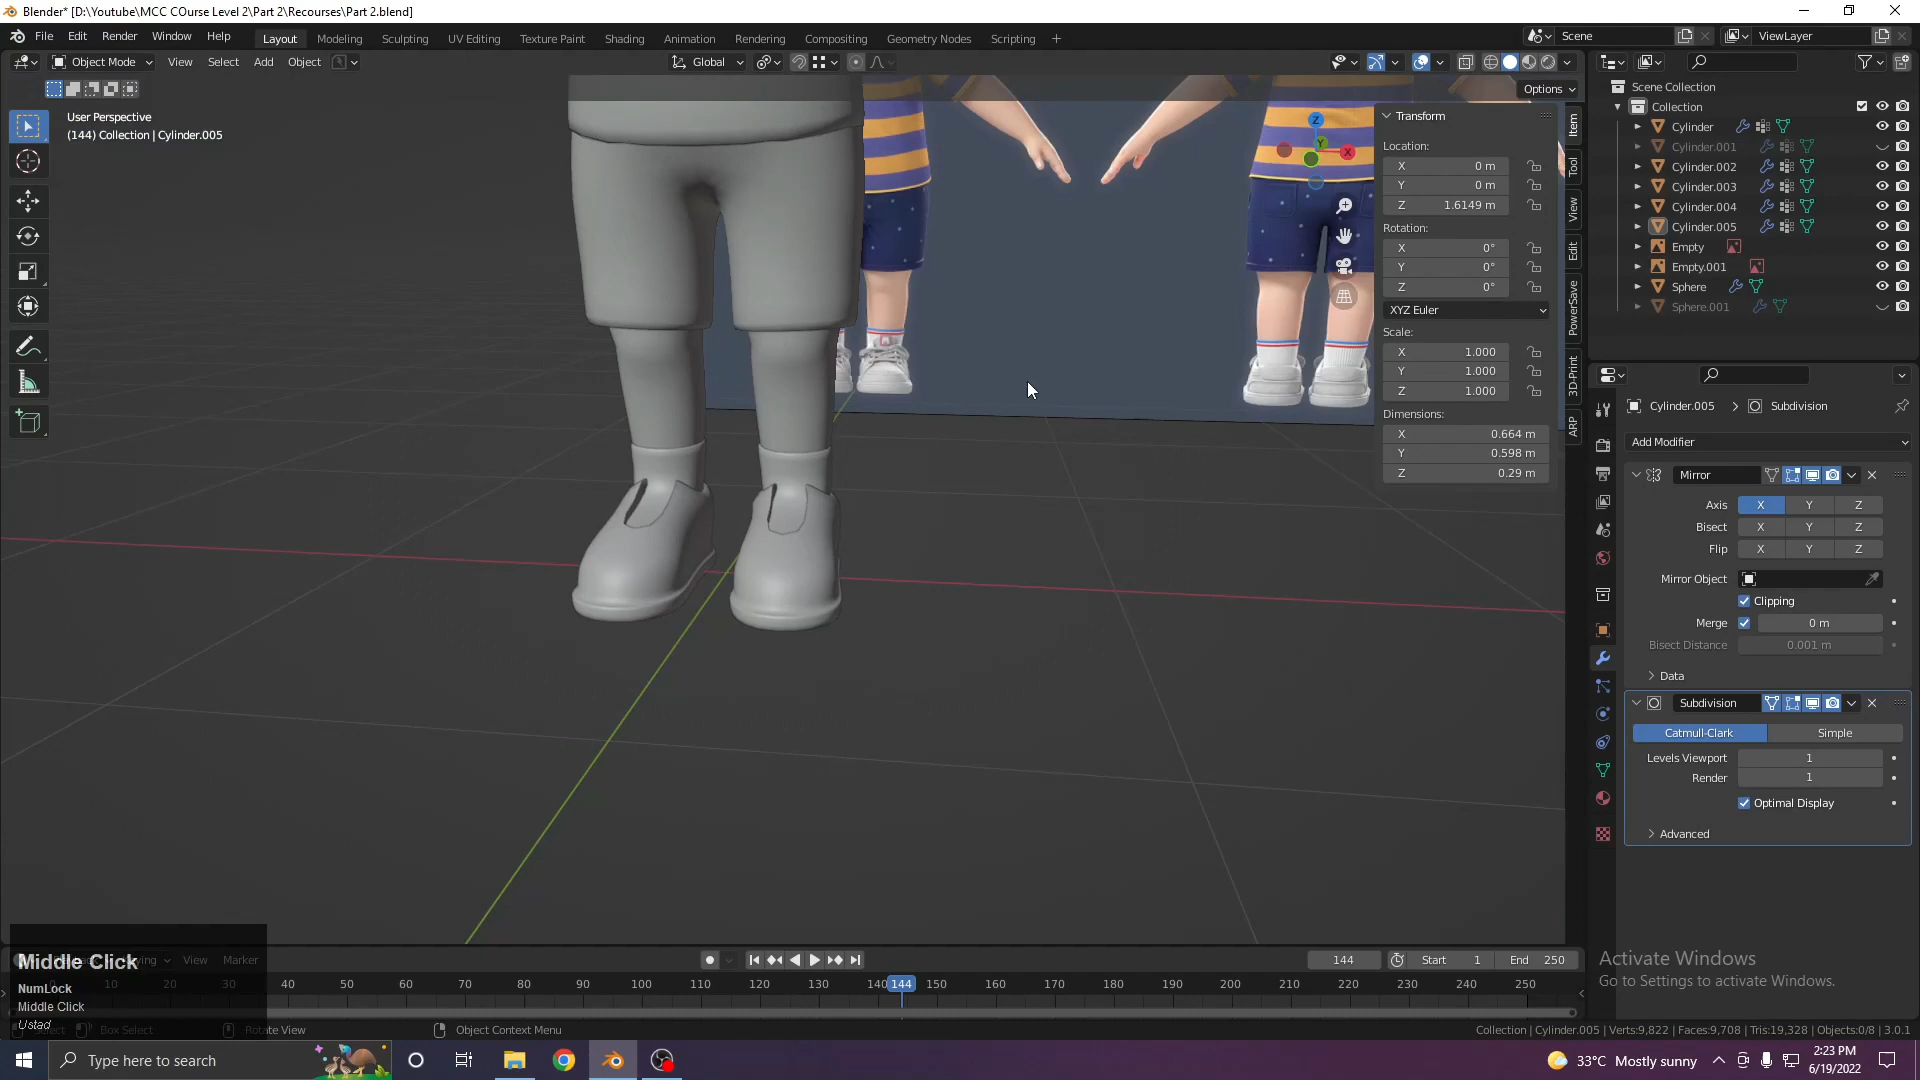 Blender* [D:\Youtube\MCC COurse Level 2\Part 2\Recourses\Part 2.blend]
File Edit Render Window Help Layout Modeling Sculpting UV Editing Texture Paint Shading Animation Rendering Compositing Geometry Nodes Scripting + Scene ViewLayer
Object Mode View Select Add Object Global
Options
User Perspective
(144) Collection | Cylinder.005
Transform
Location:
X 0 m
Y 0 m
Z 1.6149 m
Rotation:
X 0°
Y 0°
Z 0°
XYZ Euler
Scale:
X 1.000
Y 1.000
Z 1.000
Dimensions:
X 0.664 m
Y 0.598 m
Z 0.29 m
Item
Tool
View
Edit
PowerSave
3D-Print
ARP
Z
Y
X
Scene Collection
Collection
Cylinder
Cylinder.001
Cylinder.002
Cylinder.003
Cylinder.004
Cylinder.005
Empty
Empty.001
Sphere
Sphere.001
Cylinder.005 > Subdivision
Add Modifier
Mirror
Axis X Y Z
Bisect X Y Z
Flip X Y Z
Mirror Object
Clipping
Merge 0 m
Bisect Distance 0.001 m
Data
Subdivision
Catmull-Clark Simple
Levels Viewport 1
Render 1
Optimal Display
Advanced
Middle Click
NumLock
Middle Click
Ustad
View Marker
144 Start 1 End 250
10 20 30 40 50 60 70 80 90 100 110 120 130 140 144 150 160 170 180 190 200 210 220 230 240 250
Select Box Select Rotate View Object Context Menu
Collection | Cylinder.005 | Verts:9,822 | Faces:9,708 | Tris:19,328 | Objects:0/8 | 3.0.1
Activate Windows
Go to Settings to activate Windows.
Type here to search
33°C Mostly sunny
2:23 PM
6/19/2022